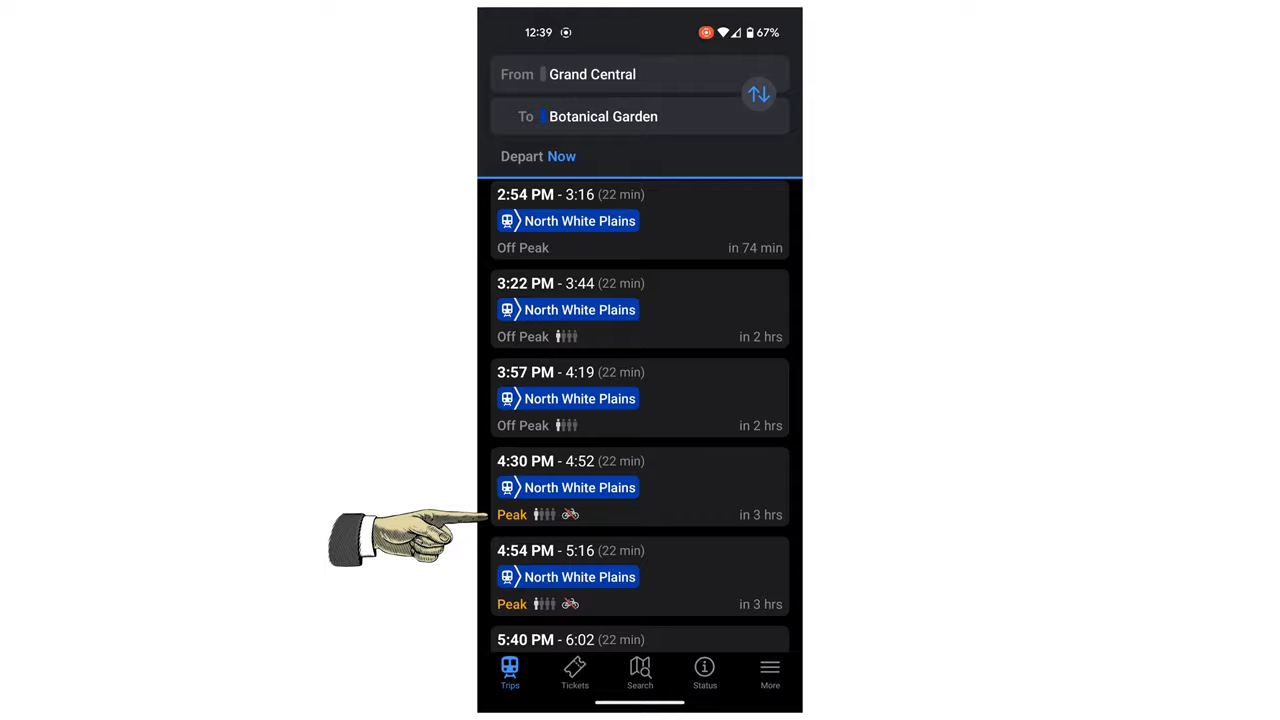 12:39 67%
From Grand Central
To Botanical Garden
Depart Now
2:54 PM - 3:16 (22 min)
North White Plains
Off Peak in 74 min
3:22 PM - 3:44 (22 min)
North White Plains
Off Peak in 2 hrs
3:57 PM - 4:19 (22 min)
North White Plains
Off Peak in 2 hrs
4:30 PM - 4:52 (22 min)
North White Plains
Peak in 3 hrs
4:54 PM - 5:16 (22 min)
North White Plains
Peak in 3 hrs
5:40 PM - 6:02 (22 min)
Trips Tickets Search Status More